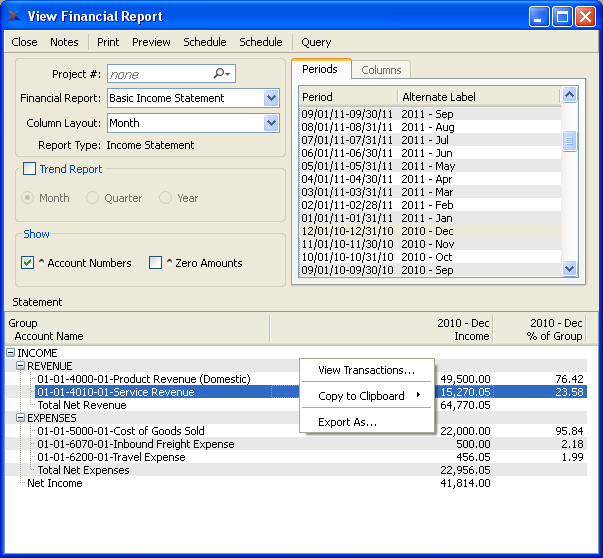 View Financial Report
Close Notes Print Preview Schedule Schedule Query
Project #: none
Financial Report: Basic Income Statement
Column Layout: Month
Report Type: Income Statement
Trend Report
Month Quarter Year
Show
^ Account Numbers ^ Zero Amounts
Periods Columns
Period Alternate Label
09/01/11-09/30/11 2011 - Sep
08/01/11-08/31/11 2011 - Aug
07/01/11-07/31/11 2011 - Jul
06/01/11-06/30/11 2011 - Jun
05/01/11-05/31/11 2011 - May
04/01/11-04/30/11 2011 - Apr
03/01/11-03/31/11 2011 - Mar
02/01/11-02/28/11 2011 - Feb
01/01/11-01/31/11 2011 - Jan
12/01/10-12/31/10 2010 - Dec
11/01/10-11/30/10 2010 - Nov
10/01/10-10/31/10 2010 - Oct
09/01/10-09/30/10 2010 - Sep
Statement
Group 2010 - Dec 2010 - Dec
Account Name Income % of Group
INCOME
REVENUE
01-01-4000-01-Product Revenue (Domestic) 49,500.00 76.42
01-01-4010-01-Service Revenue 15,270.05 23.58
Total Net Revenue 64,770.05
EXPENSES
01-01-5000-01-Cost of Goods Sold 22,000.00 95.84
01-01-6070-01-Inbound Freight Expense 500.00 2.18
01-01-6200-01-Travel Expense 456.05 1.99
Total Net Expenses 22,956.05
Net Income 41,814.00
View Transactions...
Copy to Clipboard
Export As...